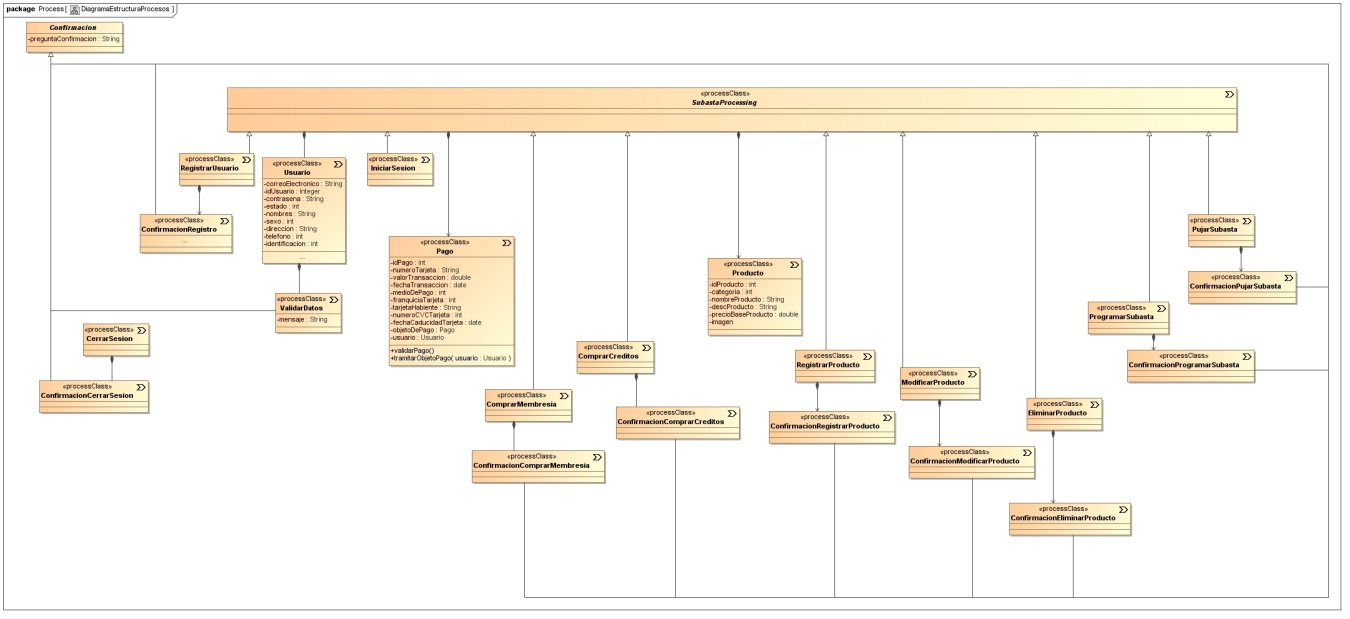 package Process [ DiagramaEstructuraProcesos ]
Confirmacion
-preguntaConfirmacion : String
«processClass»
SubastaProcessing
«processClass»
RegistrarUsuario
«processClass»
ConfirmacionRegistro
...
«processClass»
Usuario
-correoElectronico : String
-idUsuario : Integer
-contrasena : String
-estado : int
-nombres : String
-sexo : int
-direccion : String
-telefono : int
-identificacion : int
...
«processClass»
ValidarDatos
-mensaje : String
«processClass»
CerrarSesion
«processClass»
ConfirmacionCerrarSesion
«processClass»
IniciarSesion
«processClass»
Pago
-idPago : int
-numeroTarjeta : String
-valorTransaccion : double
-fechaTransaccion : date
-medioDePago : int
-franquiciaTarjeta : int
-tarjetaHabiente : String
-numeroCVCTarjeta : int
-fechaCaducidadTarjeta : date
-objetoDePago : Pago
-usuario : Usuario
+validarPago()
+tramitarObjetoPago( usuario : Usuario )
«processClass»
ComprarMembresia
«processClass»
ConfirmacionComprarMembresia
«processClass»
ComprarCreditos
«processClass»
ConfirmacionComprarCreditos
«processClass»
Producto
-idProducto : int
-categoria : int
-nombreProducto : String
-descProducto : String
-precioBaseProducto : double
-imagen
«processClass»
RegistrarProducto
«processClass»
ConfirmacionRegistrarProducto
«processClass»
ModificarProducto
«processClass»
ConfirmacionModificarProducto
«processClass»
EliminarProducto
«processClass»
ConfirmacionEliminarProducto
«processClass»
ProgramarSubasta
«processClass»
ConfirmacionProgramarSubasta
«processClass»
PujarSubasta
«processClass»
ConfirmacionPujarSubasta